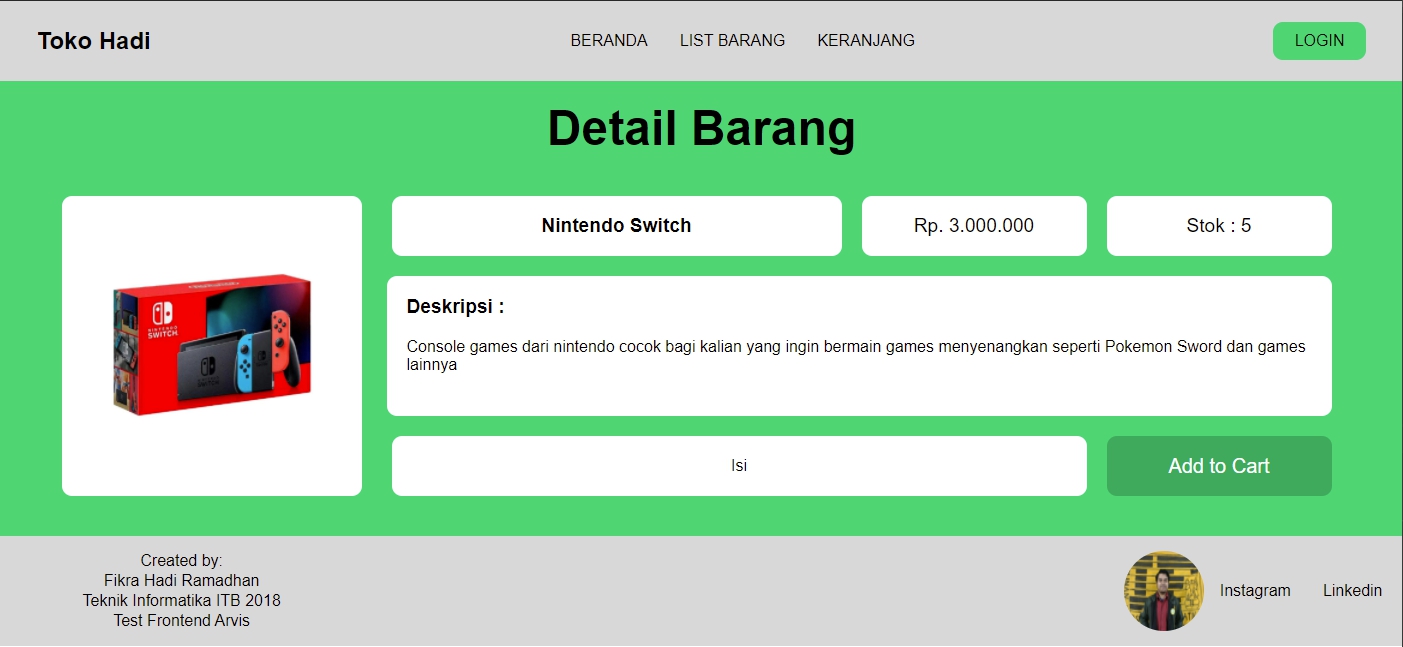 Toko Hadi
BERANDA
LIST BARANG
KERANJANG
LOGIN
Detail Barang
NINTENDO
SWITCH
Nintendo Switch
Rp. 3.000.000
Stok : 5
Deskripsi :
Console games dari nintendo cocok bagi kalian yang ingin bermain games menyenangkan seperti Pokemon Sword dan games
lainnya
Isi
Add to Cart
Created by:
Fikra Hadi Ramadhan
Teknik Informatika ITB 2018
Test Frontend Arvis
Instagram
Linkedin